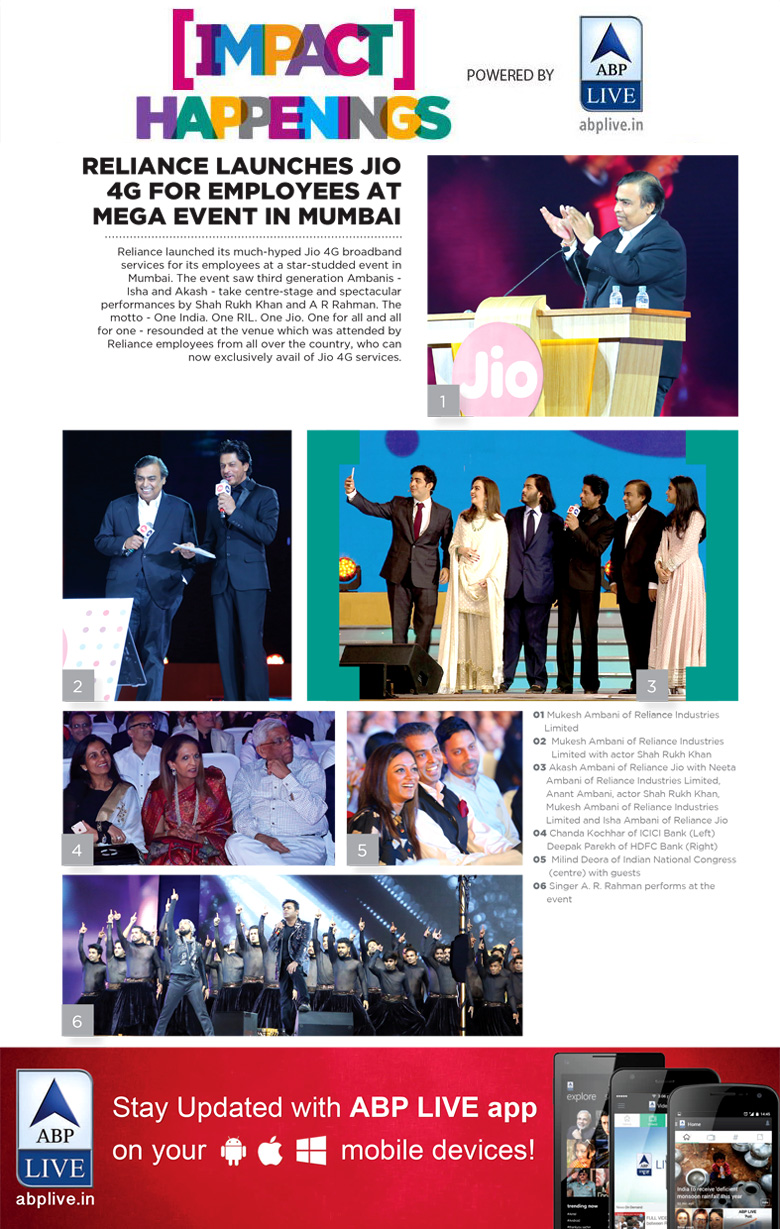 [IMPACT]
HAPPENINGS
POWERED BY
ABP
LIVE
abplive.in
RELIANCE LAUNCHES JIO
4G FOR EMPLOYEES AT
MEGA EVENT IN MUMBAI
Reliance launched its much-hyped Jio 4G broadband
services for its employees at a star-studded event in
Mumbai. The event saw third generation Ambanis -
Isha and Akash - take centre-stage and spectacular
performances by Shah Rukh Khan and A R Rahman. The
motto - One India. One RIL. One Jio. One for all and all
for one - resounded at the venue which was attended by
Reliance employees from all over the country, who can
now exclusively avail of Jio 4G services.
Jio
1
2
3
4
5
6
01 Mukesh Ambani of Reliance Industries
Limited
02 Mukesh Ambani of Reliance Industries
Limited with actor Shah Rukh Khan
03 Akash Ambani of Reliance Jio with Neeta
Ambani of Reliance Industries Limited,
Anant Ambani, actor Shah Rukh Khan,
Mukesh Ambani of Reliance Industries
Limited and Isha Ambani of Reliance Jio
04 Chanda Kochhar of ICICI Bank (Left)
Deepak Parekh of HDFC Bank (Right)
05 Milind Deora of Indian National Congress
(centre) with guests
06 Singer A. R. Rahman performs at the
event
ABP
LIVE
abplive.in
Stay Updated with ABP LIVE app
on your mobile devices!
explore
trending now
Home
India to receive 'deficient'
monsoon rainfall this year